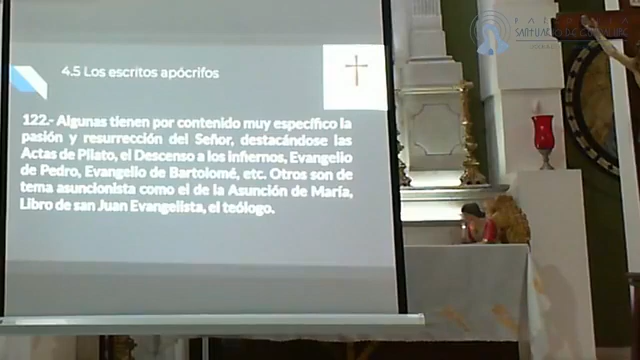 4.5 Los escritos apócrifos
122.- Algunas tienen por contenido muy específico la
pasión y resurrección del Señor, destacándose las
Actas de Pilato, el Descenso a los infiernos, Evangelio
de Pedro, Evangelio de Bartolomé, etc. Otros son de
tema asuncionista como el de la Asunción de María,
Libro de san Juan Evangelista, el teólogo.
SANTUARIO DE